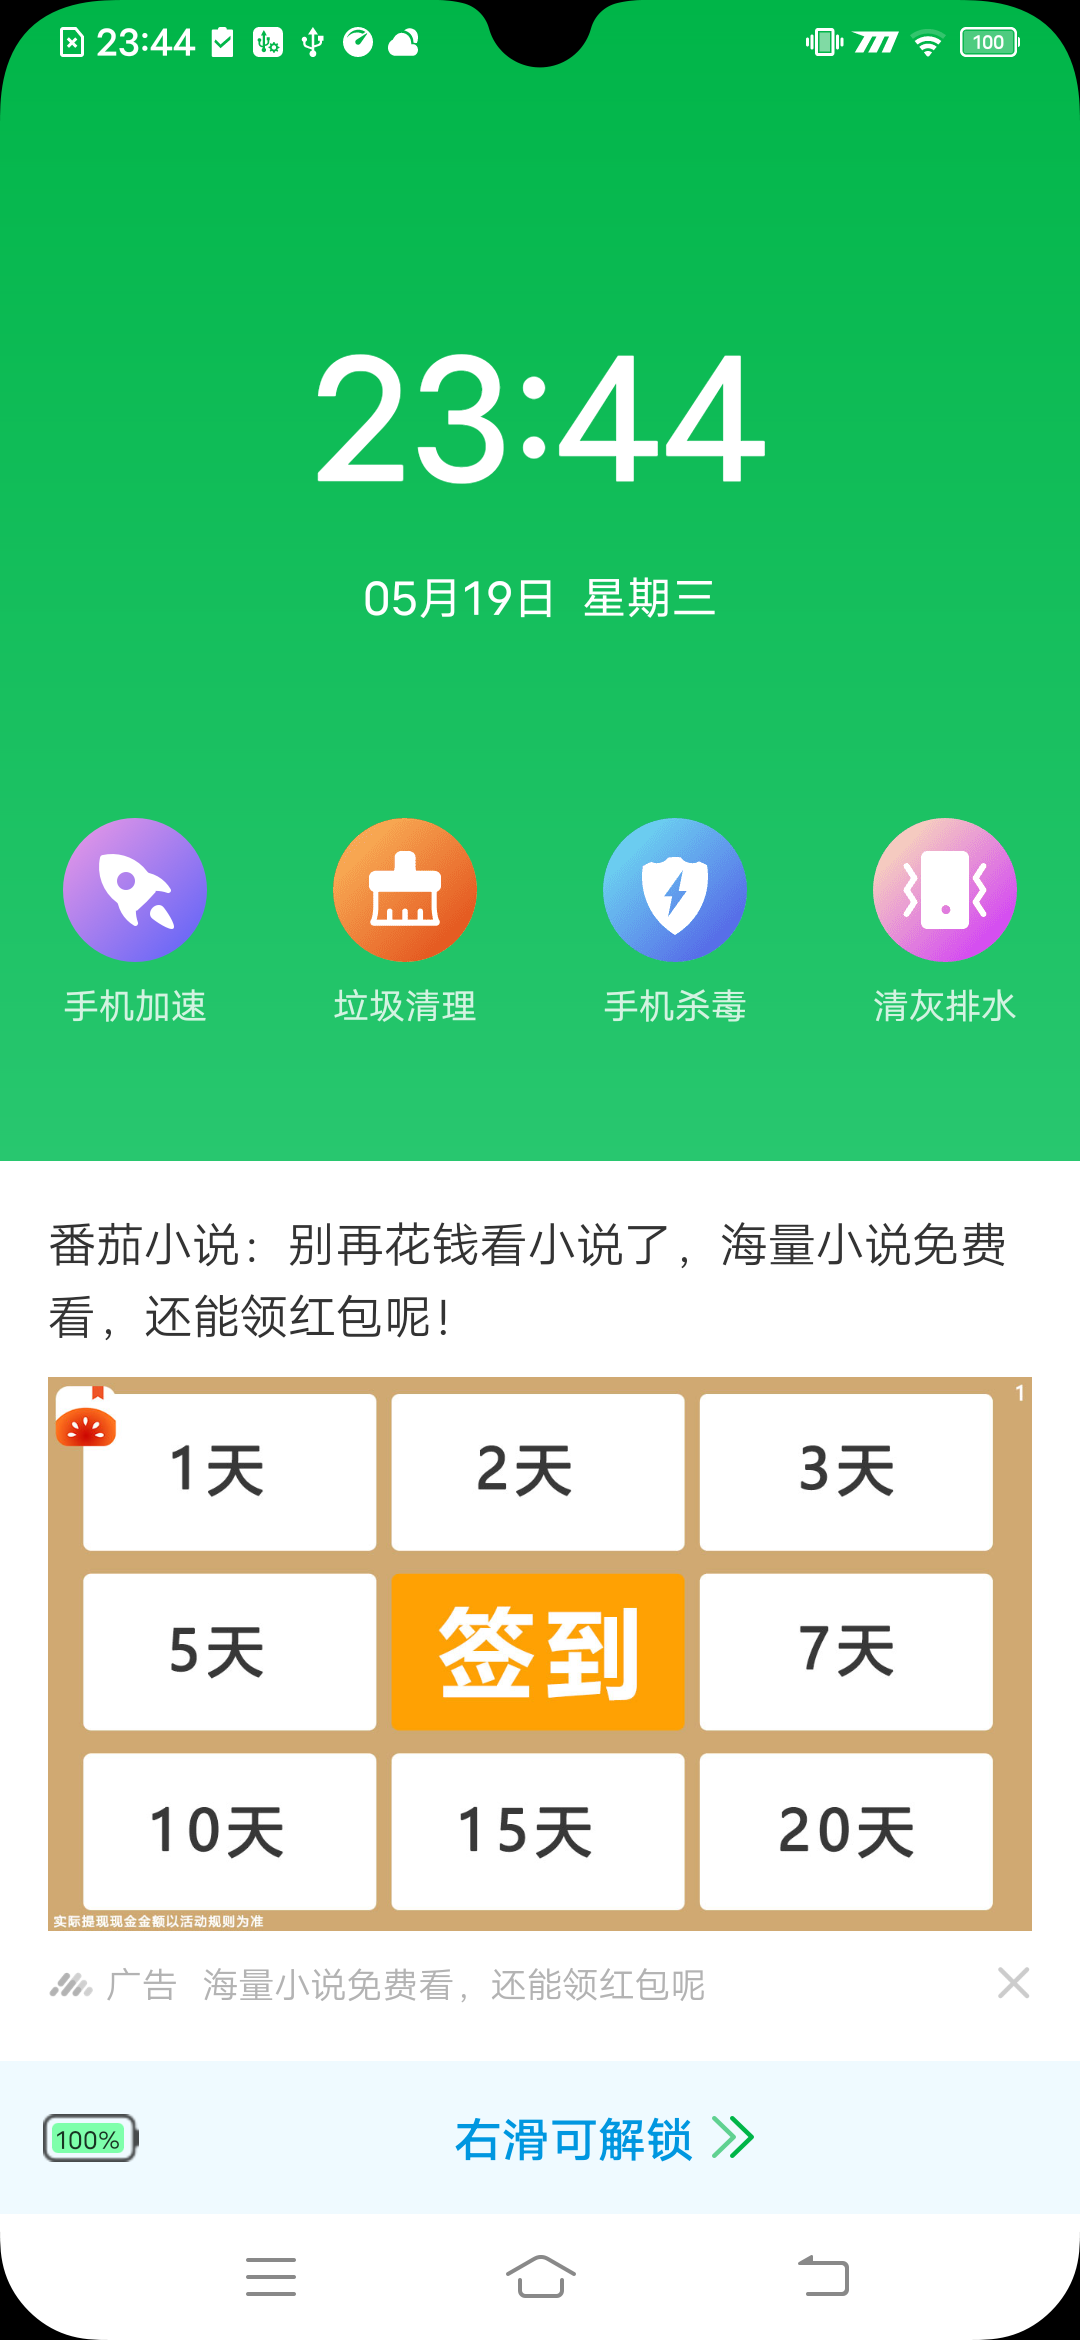 23:44
100
23:44
05月19日 星期三
手机加速 垃圾清理 手机杀毒 清灰排水
番茄小说：别再花钱看小说了，海量小说免费
看，还能领红包呢！
1
1天 2天 3天
5天 签到 7天
10天 15天 20天
实际提现现金金额以活动规则为准
广告 海量小说免费看，还能领红包呢
100%
右滑可解锁